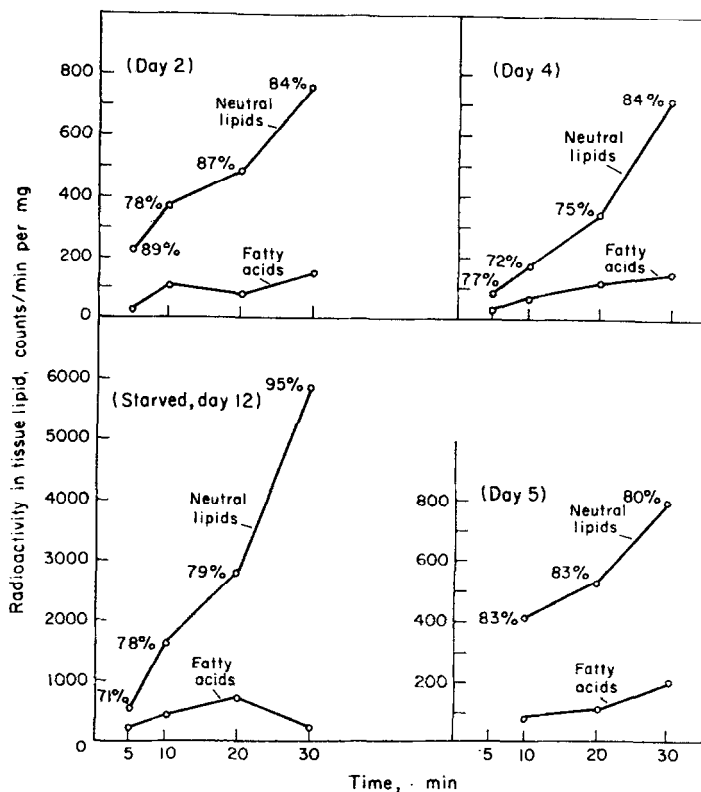 Radioactivity in tissue lipid, counts/min per mg
(Day 2)
800
600
400
200
0
84%
87%
78%
89%
Neutral
lipids
Fatty
acids
(Day 4)
84%
75%
72%
77%
Neutral
lipids
Fatty
acids
(Starved, day 12)
6000
5000
4000
3000
2000
1000
0
95%
79%
78%
71%
Neutral
lipids
Fatty
acids
5 10 20 30
(Day 5)
800
600
400
200
80%
83%
83%
Neutral
lipids
Fatty
acids
5 10 20 30
Time, min